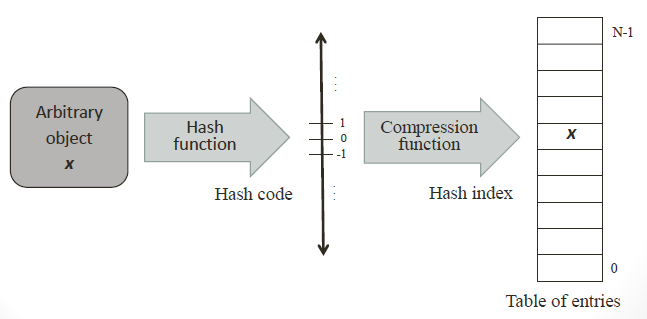 Arbitrary
object
x
Hash
function
Hash code
1
0
-1
Compression
function
Hash index
N-1
x
0
Table of entries